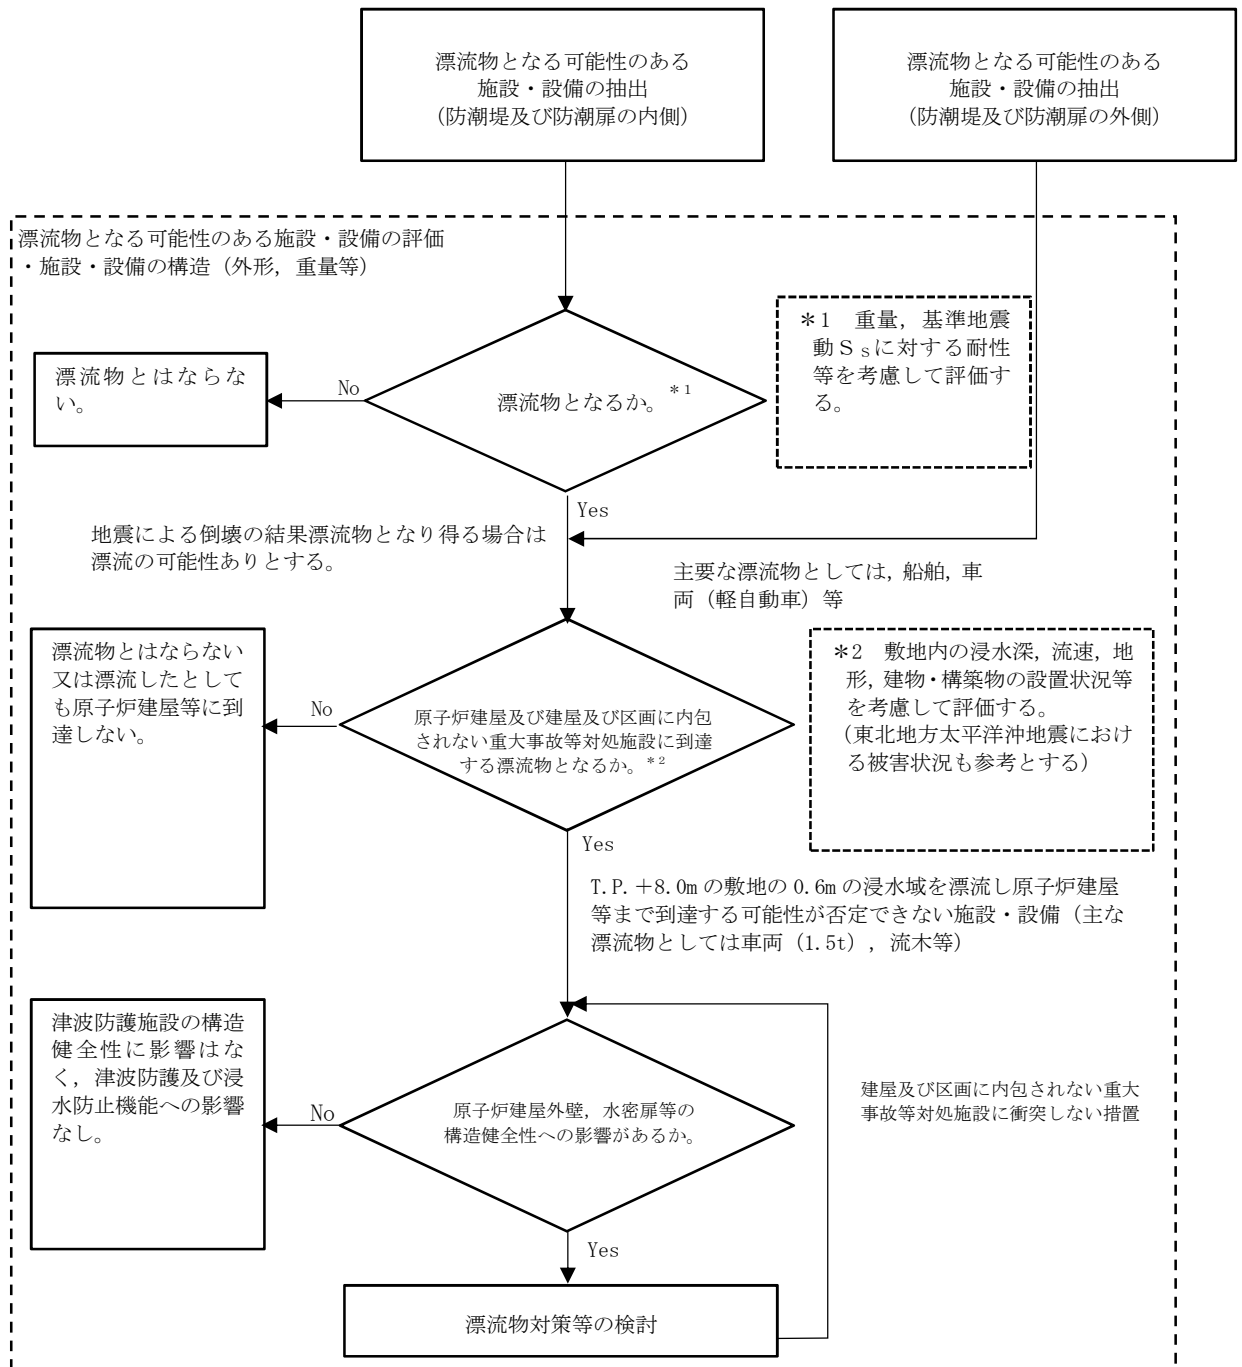 漂流物となる可能性のある
施設・設備の抽出
(防潮堤及び防潮扉の内側)
漂流物となる可能性のある
施設・設備の抽出
(防潮堤及び防潮扉の外側)
漂流物となる可能性のある施設・設備の評価
・施設・設備の構造（外形，重量等）
＊1　重量，基準地震
動Ｓｓに対する耐性
等を考慮して評価す
る。
漂流物とはならな
い。
No
漂流物となるか。＊1
Yes
地震による倒壊の結果漂流物となり得る場合は
漂流の可能性ありとする。
主要な漂流物としては，船舶，車
両（軽自動車）等
漂流物とはならない
又は漂流したとして
も原子炉建屋等に到
達しない。
No
原子炉建屋及び建屋及び区画に内包
されない重大事故等対処施設に到達
する漂流物となるか。＊2
＊2　敷地内の浸水深，流速，地
形，建物・構築物の設置状況等
を考慮して評価する。
（東北地方太平洋沖地震におけ
る被害状況も参考とする）
Yes
T.P.＋8.0mの敷地の0.6mの浸水域を漂流し原子炉建屋
等まで到達する可能性が否定できない施設・設備（主な
漂流物としては車両（1.5t），流木等）
津波防護施設の構造
健全性に影響はな
く，津波防護及び浸
水防止機能への影響
なし。
No
原子炉建屋外壁，水密扉等の
構造健全性への影響があるか。
建屋及び区画に内包されない重大
事故等対処施設に衝突しない措置
Yes
漂流物対策等の検討